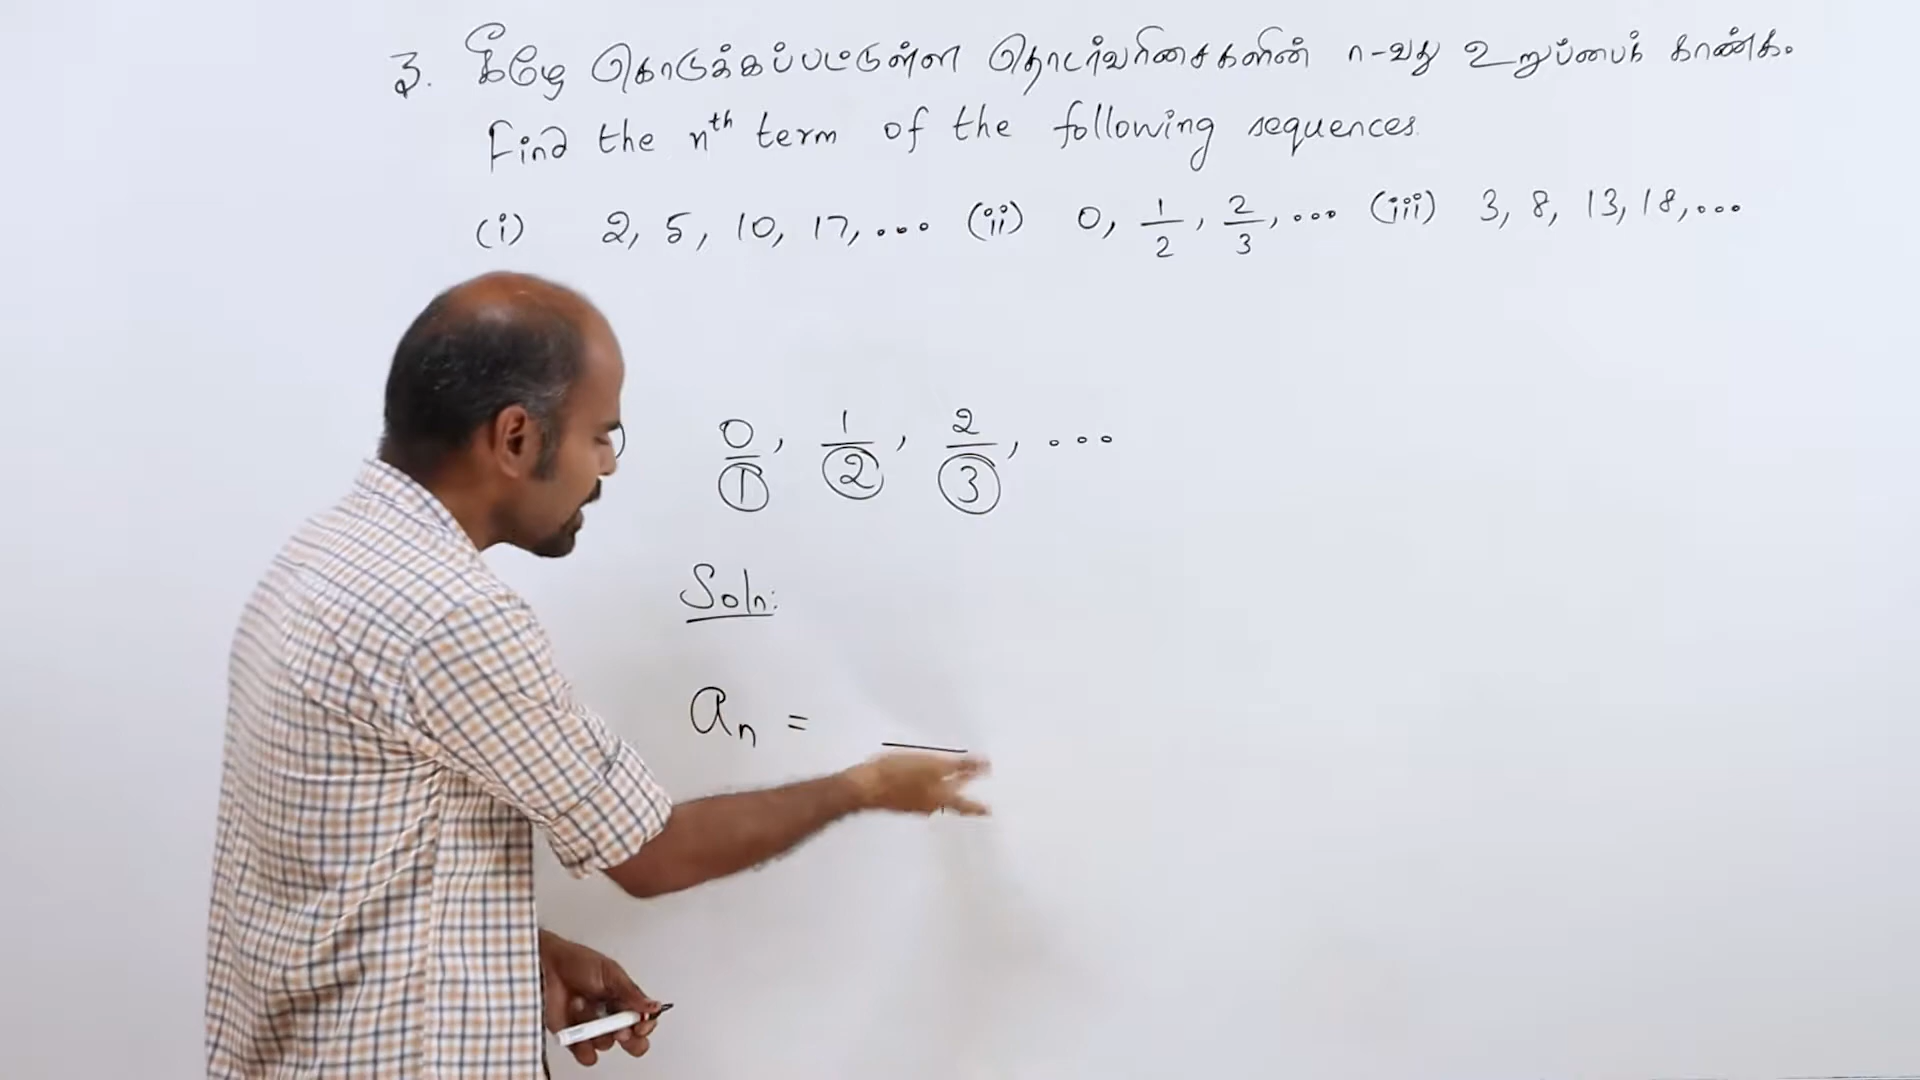 3. கீழே கொடுக்கப்பட்டுள்ள தொடர்வரிசைகளின் n-வது உறுப்பைக் காண்க.
Find the nᵗʰ term of the following sequences.
(i) 2, 5, 10, 17, ... (ii) 0, 1/2, 2/3, ... (iii) 3, 8, 13, 18, ...
0/1, 1/2, 2/3, ...
Soln:
aₙ =